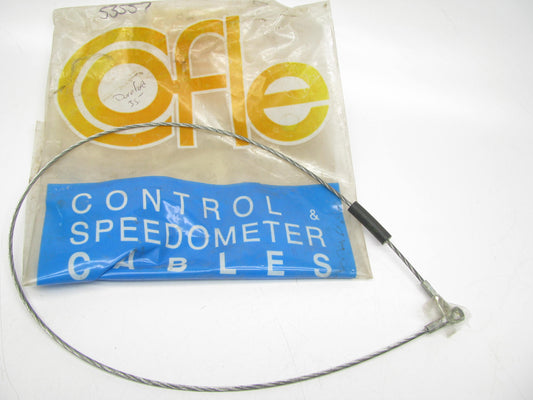 Cofle
CONTROL &
SPEEDOMETER
CABLES